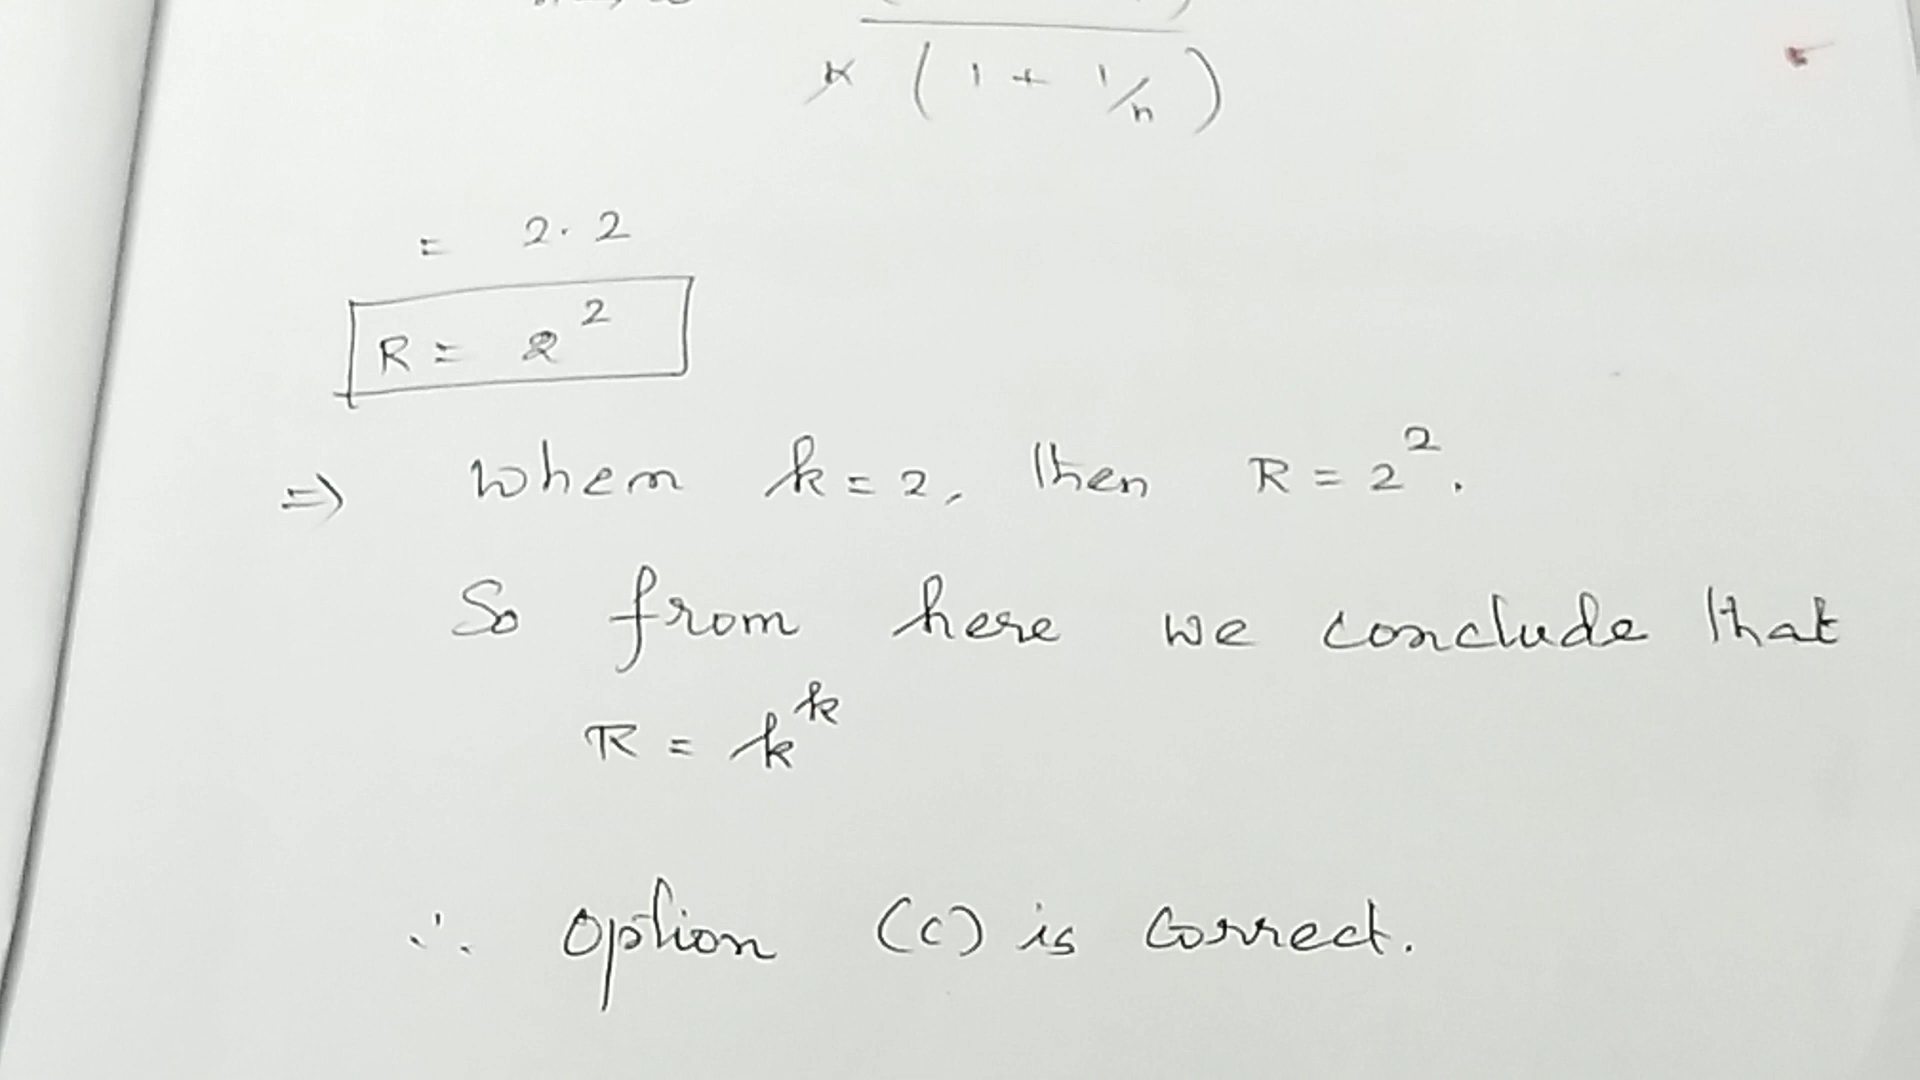 x ( 1 + 1/n )
= 2. 2
R = 2^2
=> when k = 2, then R = 2^2.
So from here we conclude that
R = k^k
∴ option (c) is correct.